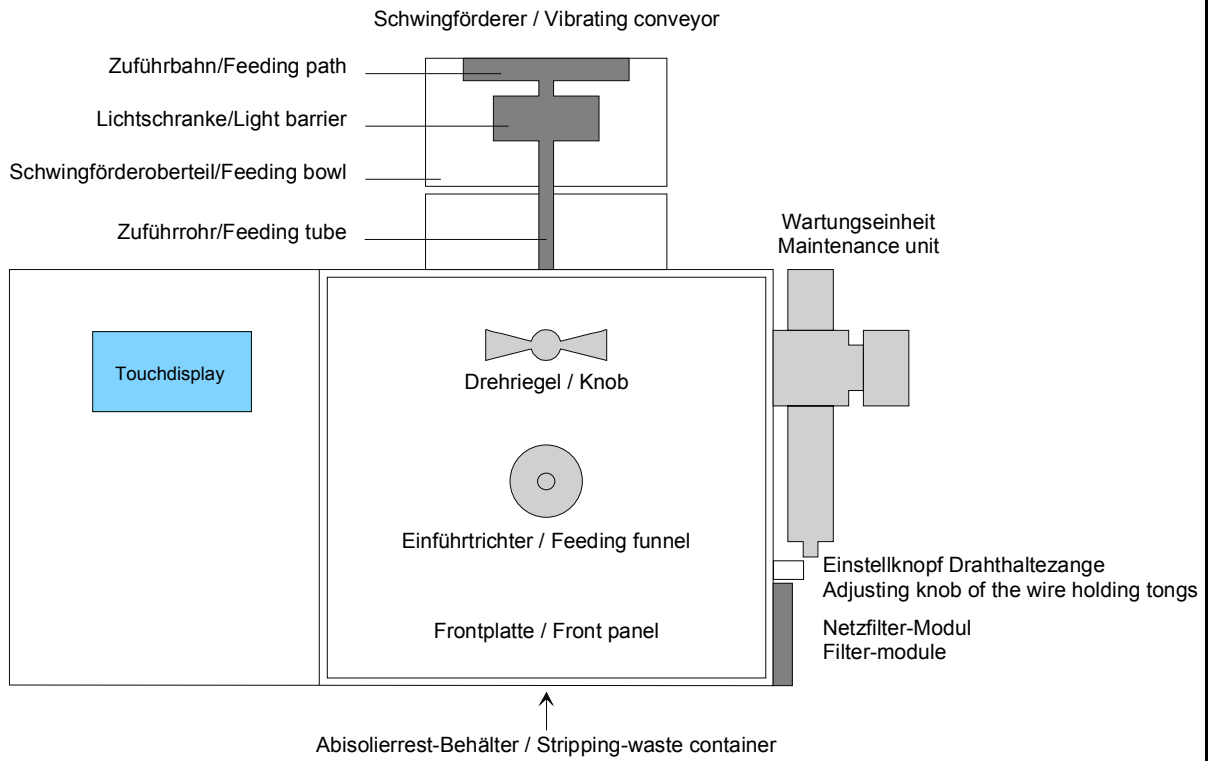 Schwingförderer / Vibrating conveyor
Zuführbahn/Feeding path
Lichtschranke/Light barrier
Schwingförderoberteil/Feeding bowl
Zuführrohr/Feeding tube
Wartungseinheit
Maintenance unit
Touchdisplay
Drehriegel / Knob
Einführtrichter / Feeding funnel
Einstellknopf Drahthaltezange
Adjusting knob of the wire holding tongs
Frontplatte / Front panel
Netzfilter-Modul
Filter-module
Abisolierrest-Behälter / Stripping-waste container